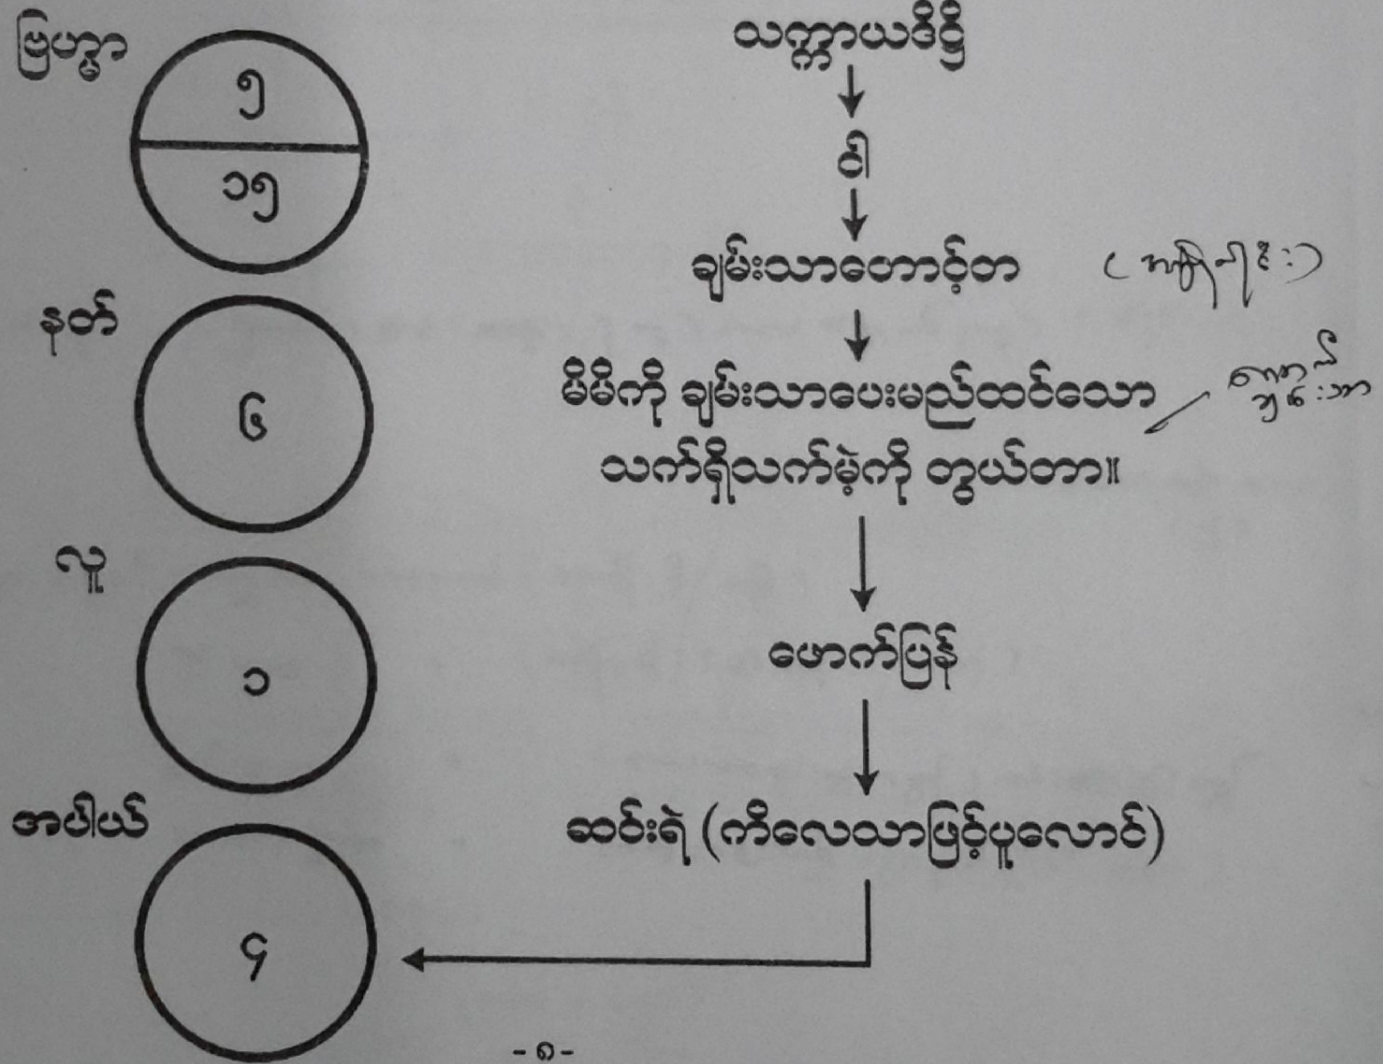 ဗြဟ္မာ
၅
၁၅
နတ်
၆
လူ
၁
အပါယ်
၄
သက္ကာယဒိဋ္ဌိ
ငါ
ချမ်းသာတောင့်တ
မိမိကို ချမ်းသာပေးမည်ထင်သော
သက်ရှိသက်မဲ့ကို တွယ်တာ။
ဖောက်ပြန်
ဆင်းရဲ (ကိလေသာဖြင့်ပူလောင်)
-၈-